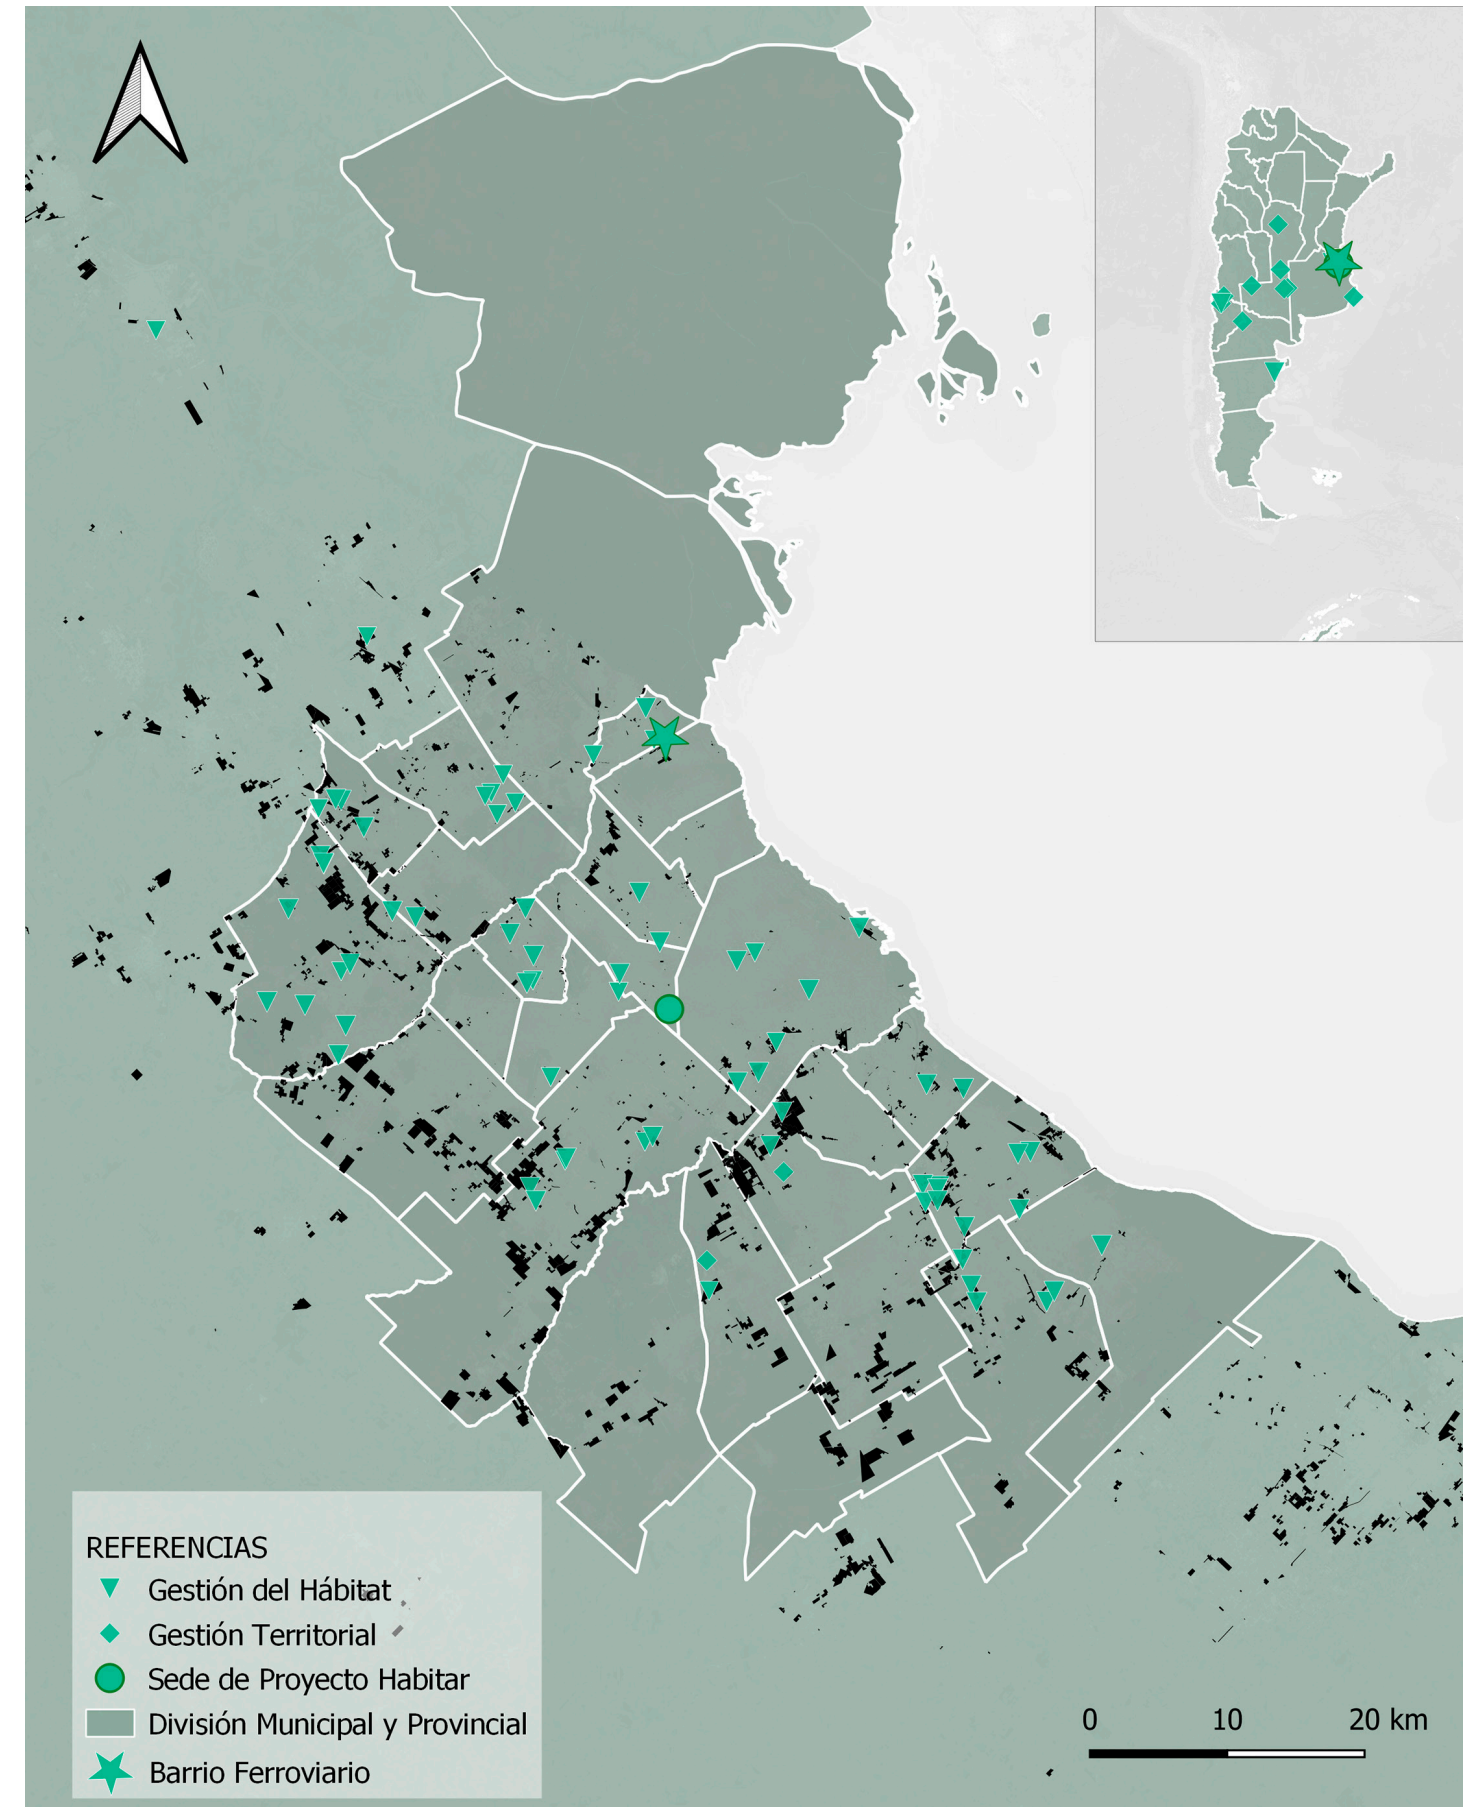 REFERENCIAS
Gestión del Hábitat
Gestión Territorial
Sede de Proyecto Habitar
División Municipal y Provincial
Barrio Ferroviario
0 10 20 km